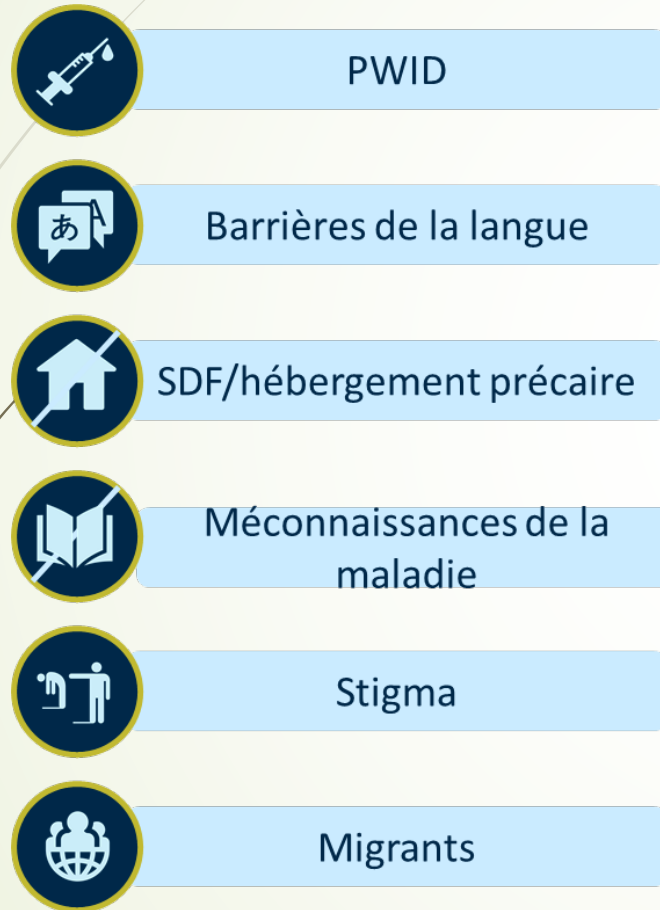 PWID
あ A
Barrières de la langue
SDF/hébergement précaire
Méconnaissances de la
maladie
Stigma
Migrants